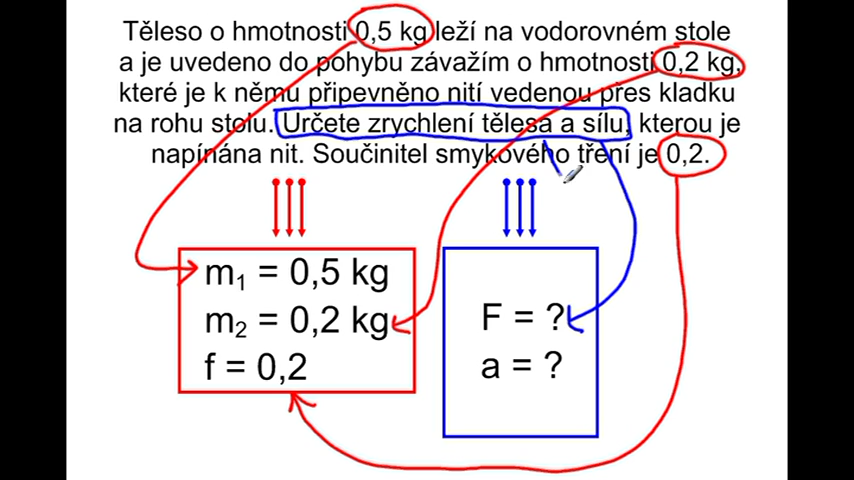 Těleso o hmotnosti 0,5 kg leží na vodorovném stole
a je uvedeno do pohybu závažím o hmotnosti 0,2 kg,
které je k němu připevněno nití vedenou přes kladku
na rohu stolu. Určete zrychlení tělesa a sílu, kterou je
napínána nit. Součinitel smykového tření je 0,2.
m₁ = 0,5 kg
m₂ = 0,2 kg
f = 0,2
F = ?
a = ?